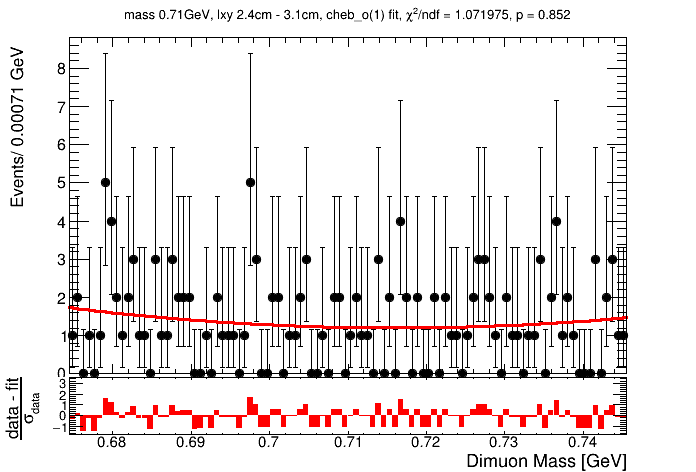 mass 0.71GeV, lxy 2.4cm - 3.1cm, cheb_o(1) fit, χ²/ndf = 1.071975, p = 0.852
Events/ 0.00071 GeV
8
7
6
5
4
3
2
1
0
data - fit
σdata
3
2
1
0
−1
0.68 0.69 0.7 0.71 0.72 0.73 0.74
Dimuon Mass [GeV]